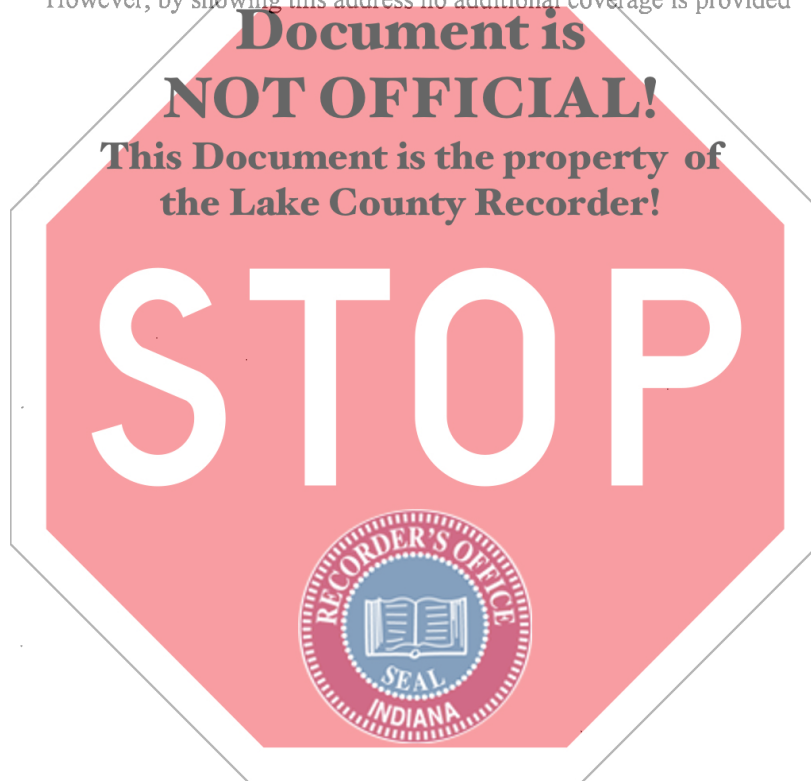 However, by showing this address no additional coverage is provided
Document is
NOT OFFICIAL!
This Document is the property of
the Lake County Recorder!
STOP
RECORDER'S OFFICE
SEAL
INDIANA